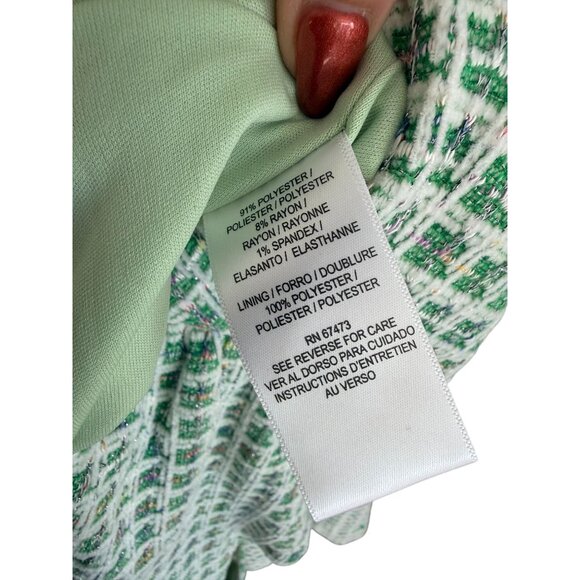 91% POLYESTER /
POLIESTER / POLYESTER
8% RAYON /
RAYON / RAYONNE
1% SPANDEX /
ELASANTO / ELASTHANNE
LINING / FORRO / DOUBLURE
100% POLYESTER /
POLIESTER / POLYESTER
RN 67473
SEE REVERSE FOR CARE
VER AL DORSO PARA CUIDADO
INSTRUCTIONS D'ENTRETIEN
AU VERSO